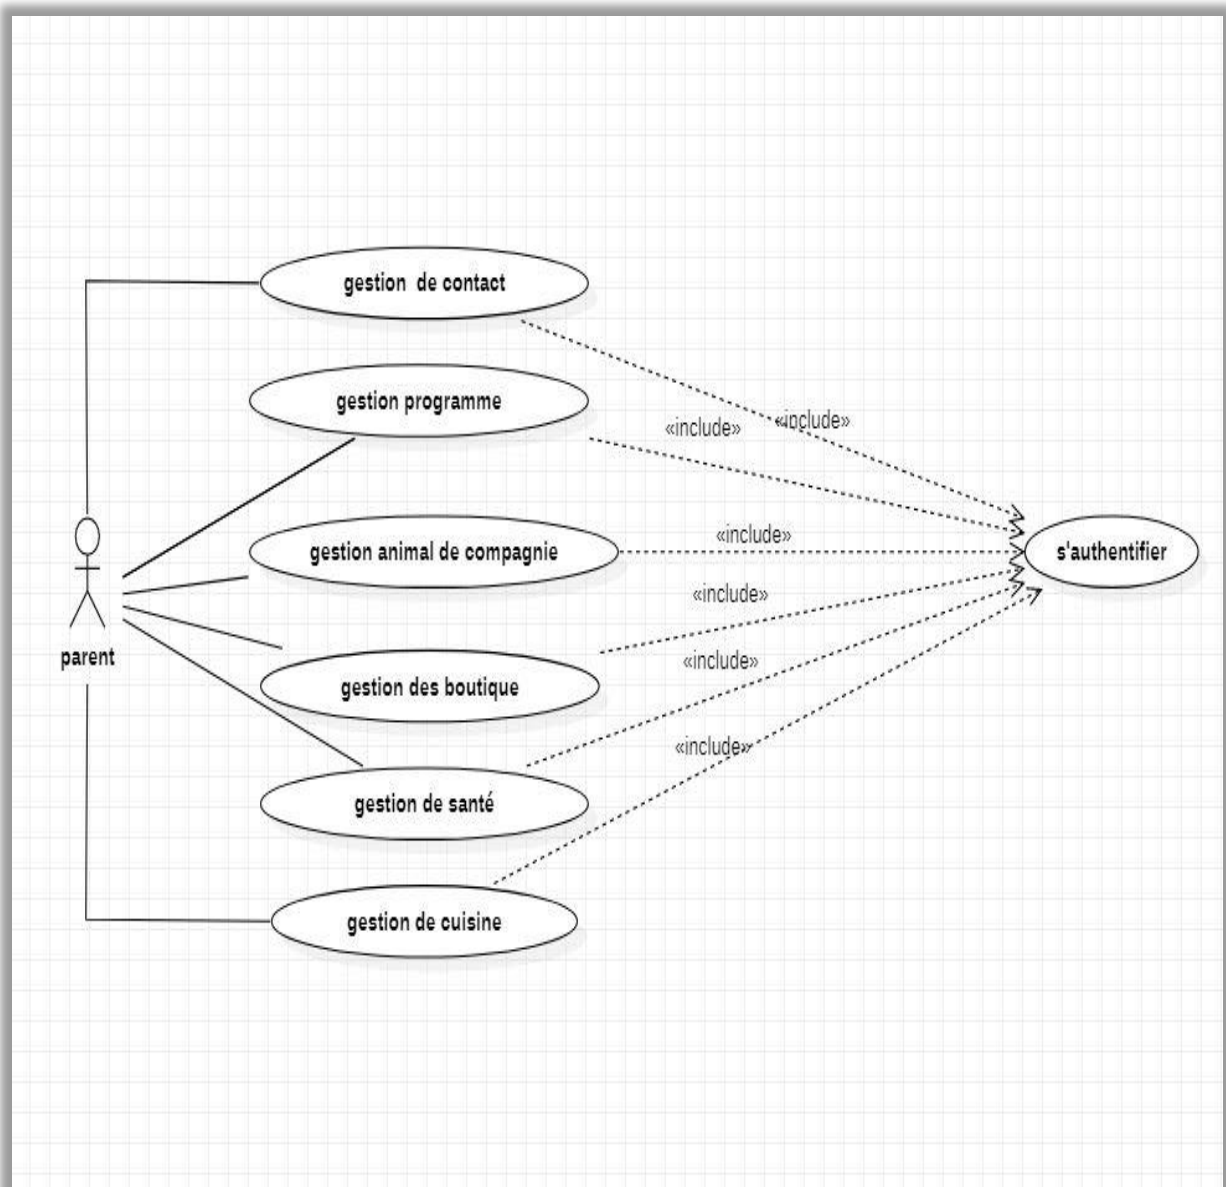 gestion  de contact
gestion programme
«include»
«include»
gestion animal de compagnie
«include»
s'authentifier
«include»
parent
gestion des boutique
«include»
«include»
gestion de santé
gestion de cuisine